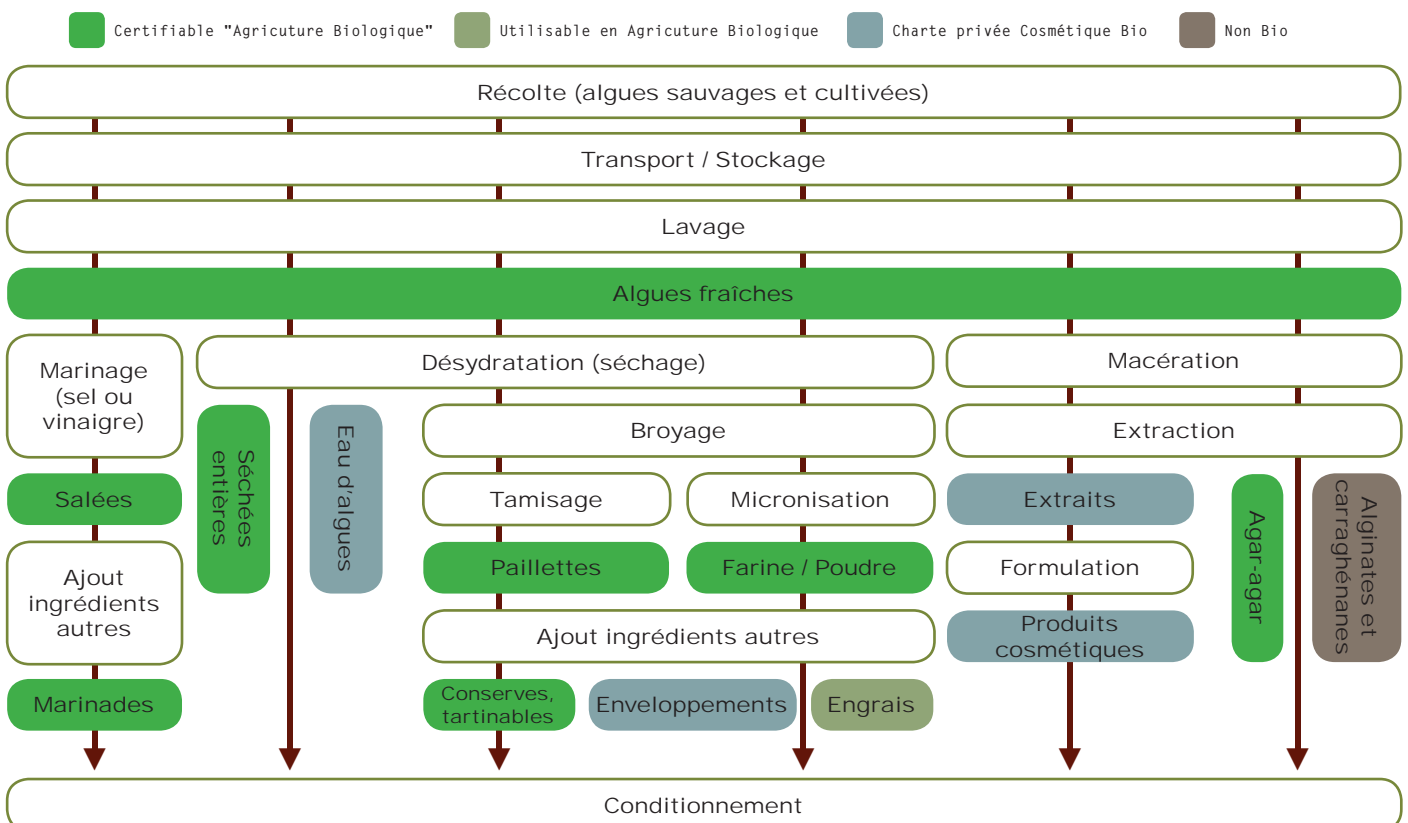 Certifiable "Agricuture Biologique"
Utilisable en Agricuture Biologique
Charte privée Cosmétique Bio
Non Bio
Récolte (algues sauvages et cultivées)
Transport / Stockage
Lavage
Algues fraîches
Marinage
(sel ou
vinaigre)
Désydratation (séchage)
Macération
Séchées
entières
Eau d'algues
Broyage
Extraction
Salées
Tamisage
Micronisation
Extraits
Agar-agar
Alginates et
carraghénanes
Ajout
ingrédients
autres
Paillettes
Farine / Poudre
Formulation
Ajout ingrédients autres
Produits
cosmétiques
Marinades
Conserves,
tartinables
Enveloppements
Engrais
Conditionnement